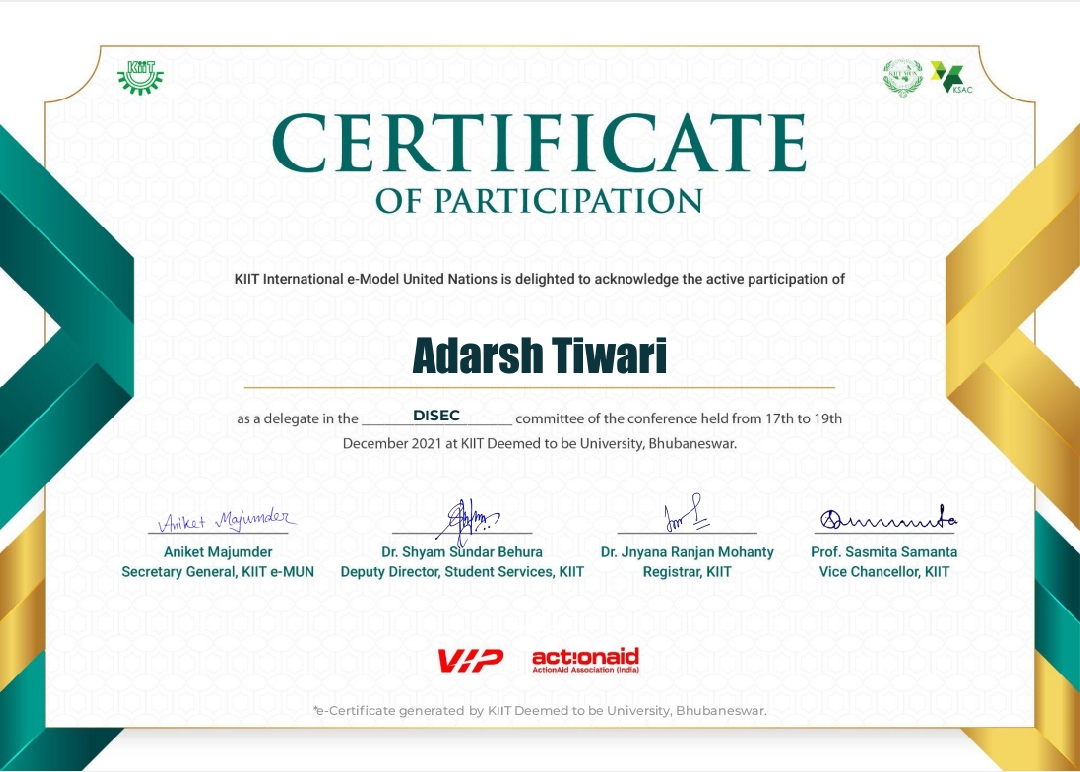 KIIT
KIIT MUN
KSAC
CERTIFICATE
OF PARTICIPATION
KIIT International e-Model United Nations is delighted to acknowledge the active participation of
Adarsh Tiwari
as a delegate in the DISEC committee of the conference held from 17th to 19th
December 2021 at KIIT Deemed to be University, Bhubaneswar.
Aniket Majumder
Aniket Majumder
Secretary General, KIIT e-MUN
Dr. Shyam Sundar Behura
Deputy Director, Student Services, KIIT
Dr. Jnyana Ranjan Mohanty
Registrar, KIIT
Prof. Sasmita Samanta
Vice Chancellor, KIIT
VIP
act:onaid
ActionAid Association (India)
*e-Certificate generated by KIIT Deemed to be University, Bhubaneswar.